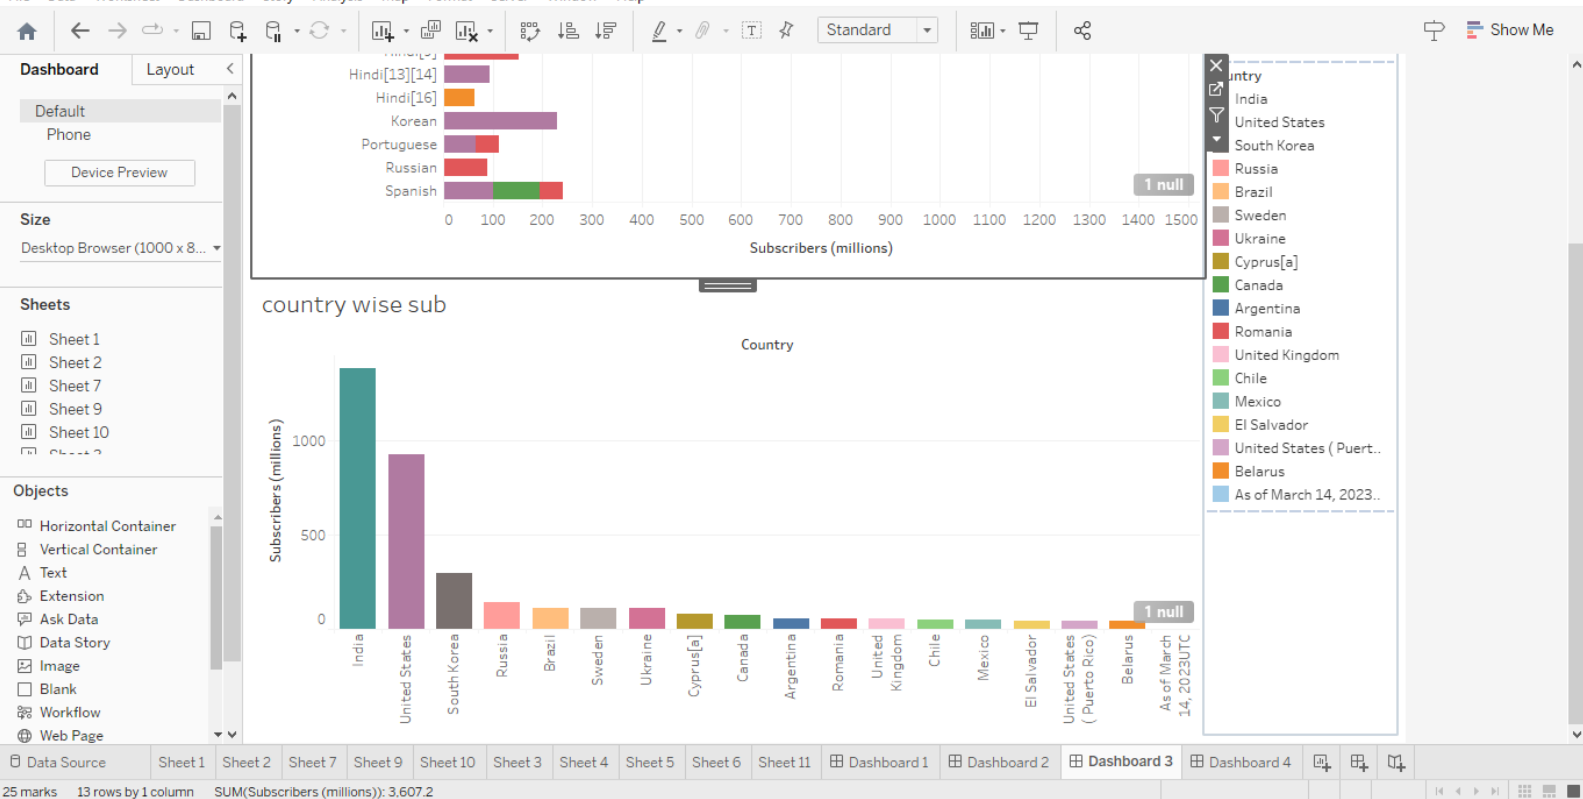 Standard
Show Me
Dashboard
Layout
Default
Phone
Device Preview
Size
Desktop Browser (1000 x 8...
Sheets
Sheet 1
Sheet 2
Sheet 7
Sheet 9
Sheet 10
Objects
Horizontal Container
Vertical Container
Text
Extension
Ask Data
Data Story
Image
Blank
Workflow
Web Page
Hindi[13][14]
Hindi[16]
Korean
Portuguese
Russian
Spanish
1 null
0 100 200 300 400 500 600 700 800 900 1000 1100 1200 1300 1400 1500
Subscribers (millions)
country wise sub
Country
Subscribers (millions)
1000
500
0
1 null
India
United States
South Korea
Russia
Brazil
Sweden
Ukraine
Cyprus[a]
Canada
Argentina
Romania
United
Kingdom
Chile
Mexico
El Salvador
United States
( Puerto Rico)
Belarus
As of March
14, 2023UTC
untry
India
United States
South Korea
Russia
Brazil
Sweden
Ukraine
Cyprus[a]
Canada
Argentina
Romania
United Kingdom
Chile
Mexico
El Salvador
United States ( Puert..
Belarus
As of March 14, 2023..
Data Source Sheet 1 Sheet 2 Sheet 7 Sheet 9 Sheet 10 Sheet 3 Sheet 4 Sheet 5 Sheet 6 Sheet 11 Dashboard 1 Dashboard 2 Dashboard 3 Dashboard 4
25 marks 13 rows by 1 column SUM(Subscribers (millions)): 3,607.2